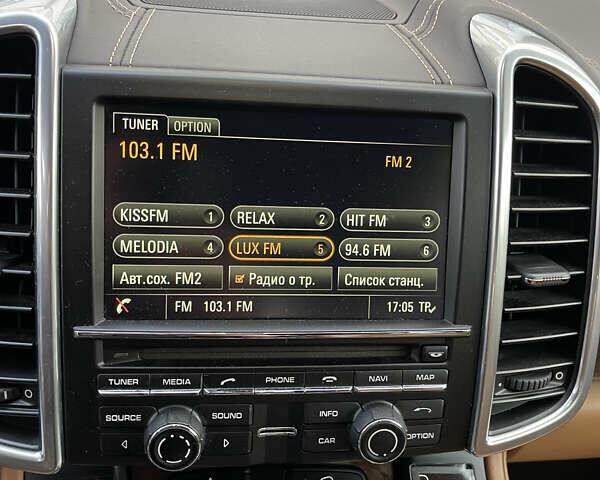 TUNER OPTION
103.1 FM
FM 2
KISSFM 1 RELAX 2 HIT FM 3
MELODIA 4 LUX FM 5 94.6 FM 6
Авт.сох. FM2 Радио о тр. Список станц.
FM 103.1 FM 17:05 TP
TUNER MEDIA PHONE NAVI MAP
SOURCE SOUND INFO
CAR OPTION